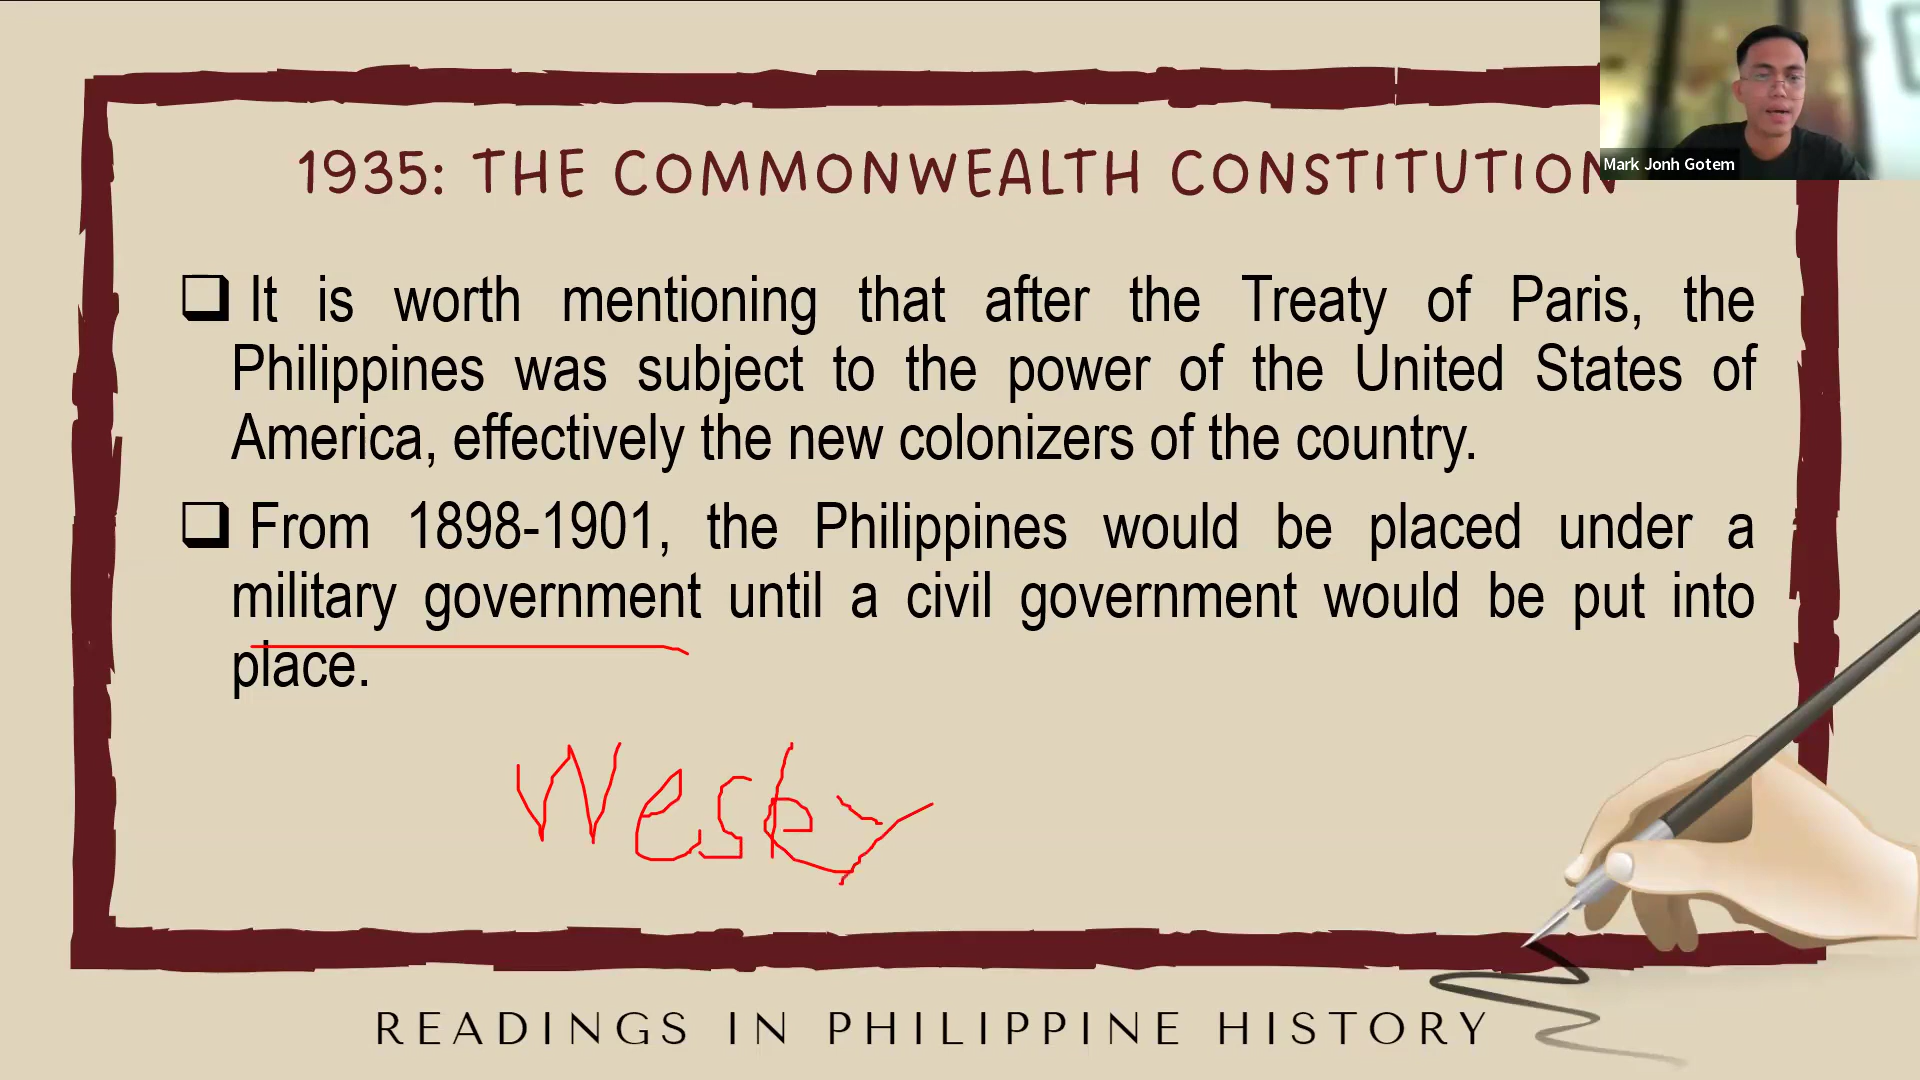 1935: THE COMMONWEALTH CONSTITUTION
Mark Jonh Gotem
It is worth mentioning that after the Treaty of Paris, the
Philippines was subject to the power of the United States of
America, effectively the new colonizers of the country.
From 1898-1901, the Philippines would be placed under a
military government until a civil government would be put into
place.
READINGS IN PHILIPPINE HISTORY